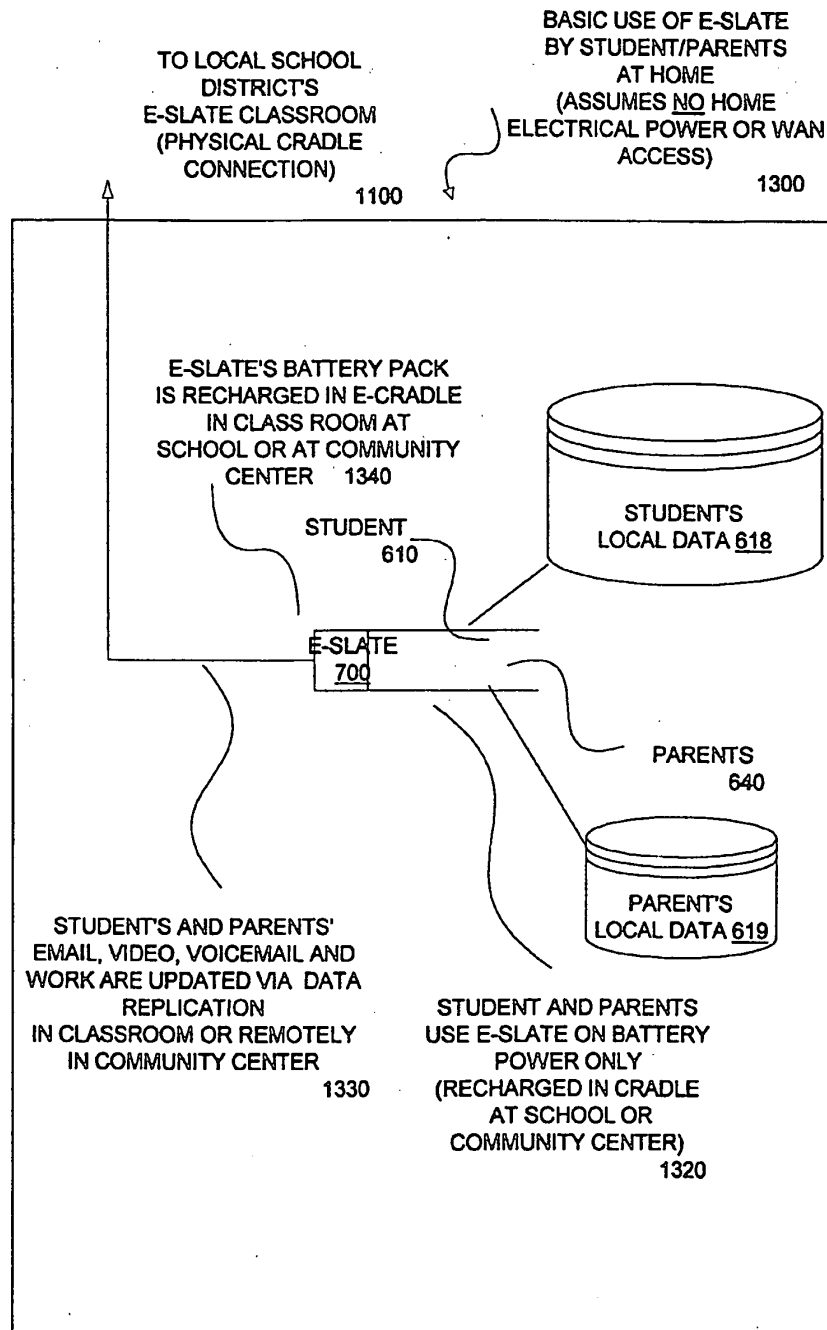 TO LOCAL SCHOOL
DISTRICT'S
E-SLATE CLASSROOM
(PHYSICAL CRADLE
CONNECTION)
1100
BASIC USE OF E-SLATE
BY STUDENT/PARENTS
AT HOME
(ASSUMES NO HOME
ELECTRICAL POWER OR WAN
ACCESS)
1300
E-SLATE'S BATTERY PACK
IS RECHARGED IN E-CRADLE
IN CLASS ROOM AT
SCHOOL OR AT COMMUNITY
CENTER 1340
STUDENT
610
STUDENT'S
LOCAL DATA 618
E-SLATE
700
PARENTS
640
PARENT'S
LOCAL DATA 619
STUDENT'S AND PARENTS'
EMAIL, VIDEO, VOICEMAIL AND
WORK ARE UPDATED VIA DATA
REPLICATION
IN CLASSROOM OR REMOTELY
IN COMMUNITY CENTER
1330
STUDENT AND PARENTS
USE E-SLATE ON BATTERY
POWER ONLY
(RECHARGED IN CRADLE
AT SCHOOL OR
COMMUNITY CENTER)
1320